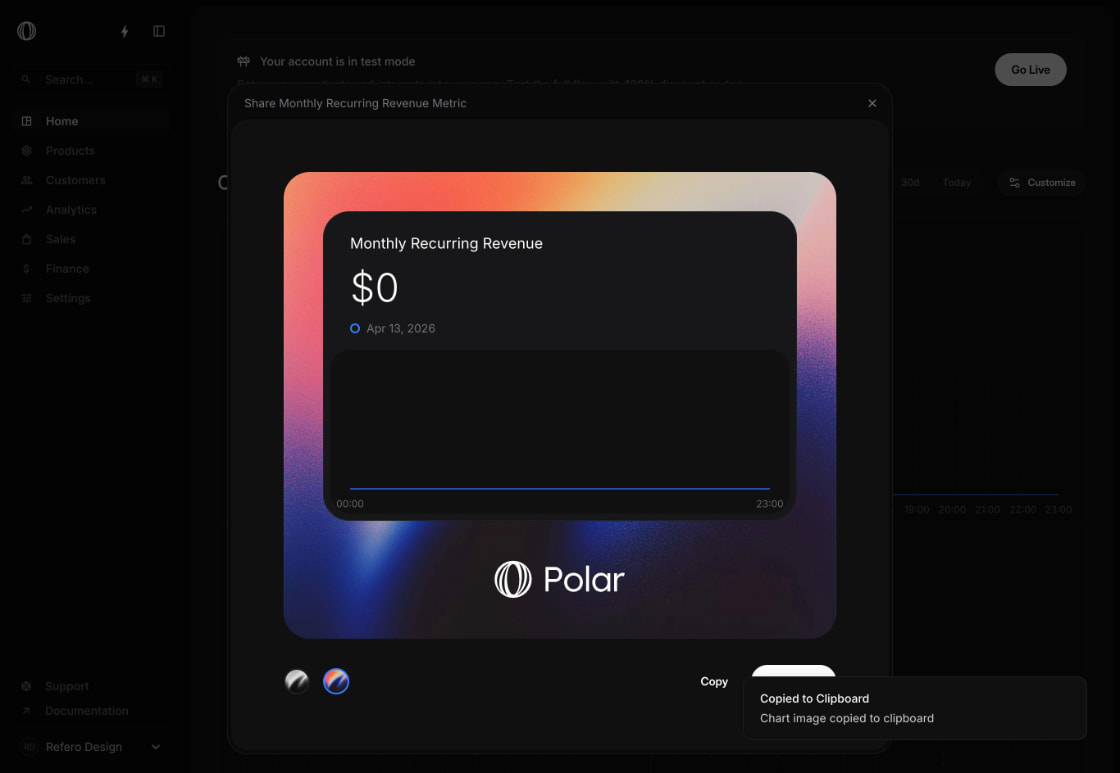 Search...
⌘ K
Home
Products
Customers
Analytics
Sales
Finance
Settings
Support
Documentation
RD
Refero Design
Your account is in test mode
Go Live
30d
Today
Customize
19:00 20:00 21:00 22:00 23:00
Share Monthly Recurring Revenue Metric
Monthly Recurring Revenue
$0
Apr 13, 2026
00:00
23:00
Polar
Copy
Copied to Clipboard
Chart image copied to clipboard